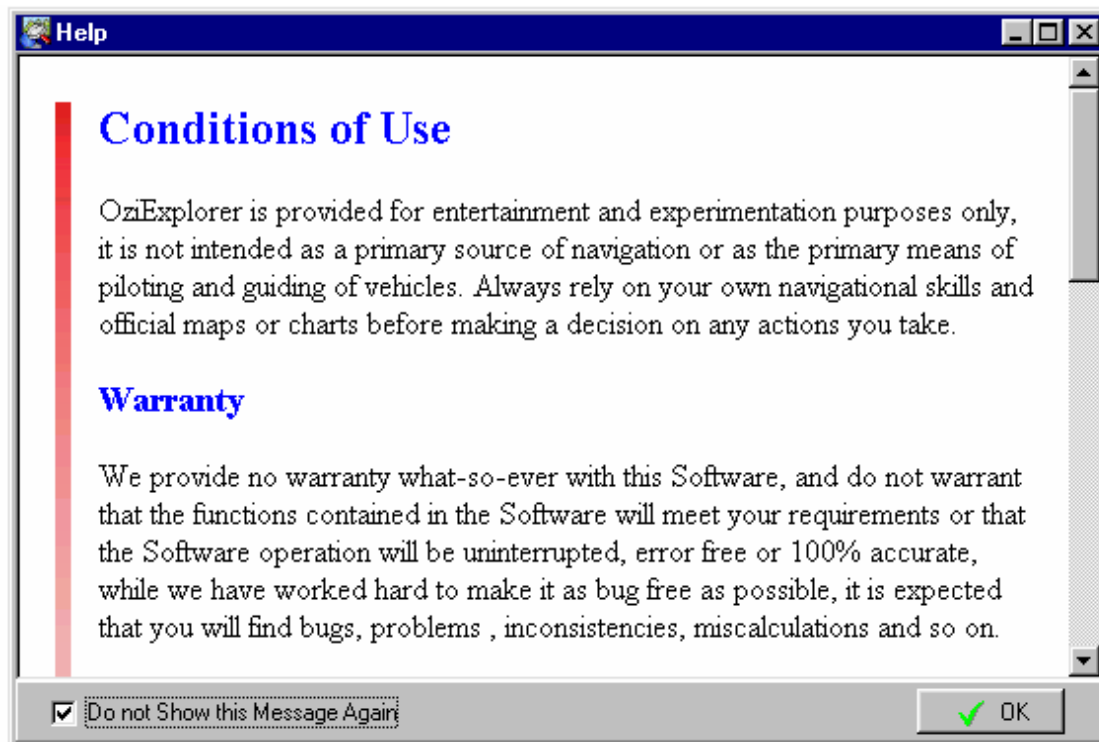 Help
Conditions of Use
OziExplorer is provided for entertainment and experimentation purposes only,
it is not intended as a primary source of navigation or as the primary means of
piloting and guiding of vehicles. Always rely on your own navigational skills and
official maps or charts before making a decision on any actions you take.
Warranty
We provide no warranty what-so-ever with this Software, and do not warrant
that the functions contained in the Software will meet your requirements or that
the Software operation will be uninterrupted, error free or 100% accurate,
while we have worked hard to make it as bug free as possible, it is expected
that you will find bugs, problems , inconsistencies, miscalculations and so on.
Do not Show this Message Again
OK